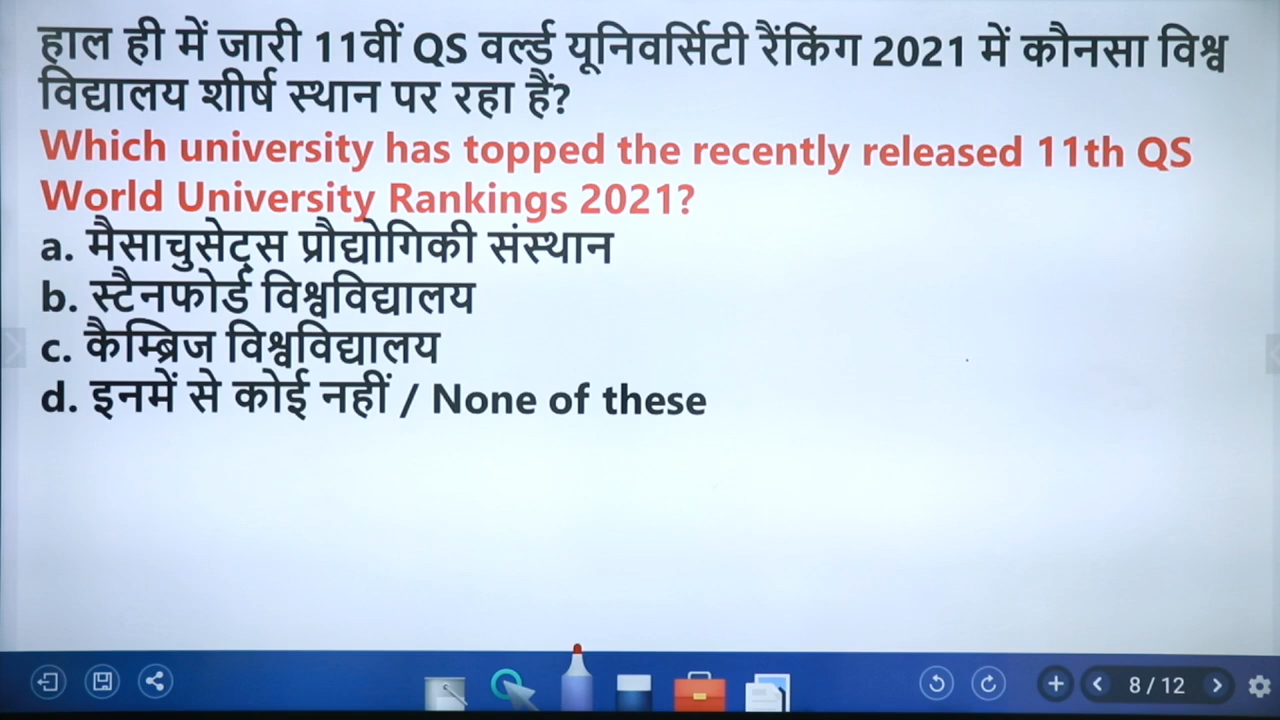 हाल ही में जारी 11वीं QS वर्ल्ड यूनिवर्सिटी रैंकिंग 2021 में कौनसा विश्व
विद्यालय शीर्ष स्थान पर रहा हैं?
Which university has topped the recently released 11th QS
World University Rankings 2021?
a. मैसाचुसेट्स प्रौद्योगिकी संस्थान
b. स्टैनफोर्ड विश्वविद्यालय
c. कैम्ब्रिज विश्वविद्यालय
d. इनमें से कोई नहीं / None of these
8 / 12